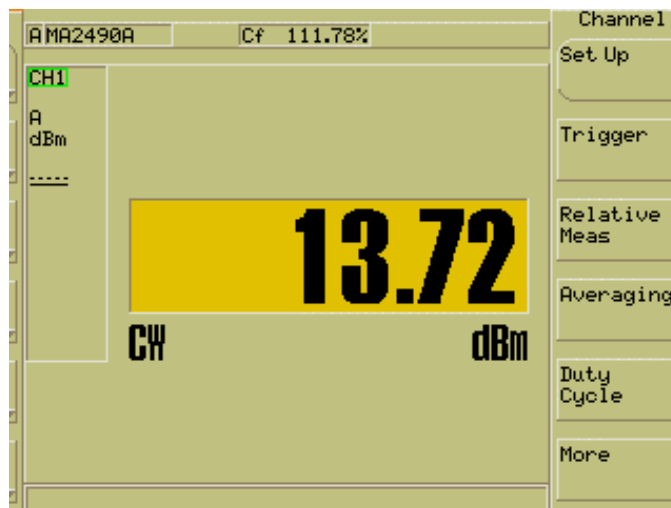 A MA2490A Cf 111.78%
CH1
A
dBm
-----
13.72
CW dBm
Channel
Set Up
Trigger
Relative
Meas
Averaging
Duty
Cycle
More